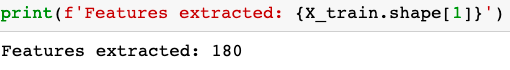 print(f'Features extracted: {X_train.shape[1]}')
Features extracted: 180